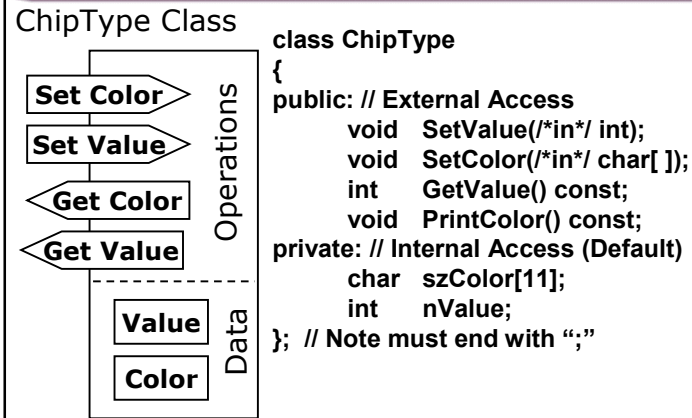 ChipType Class
Set Color
Set Value
Get Color
Get Value
Operations
Value
Color
Data
class ChipType
{
public: // External Access
void SetValue(/*in*/ int);
void SetColor(/*in*/ char[ ]);
int GetValue() const;
void PrintColor() const;
private: // Internal Access (Default)
char szColor[11];
int nValue;
}; // Note must end with “;”